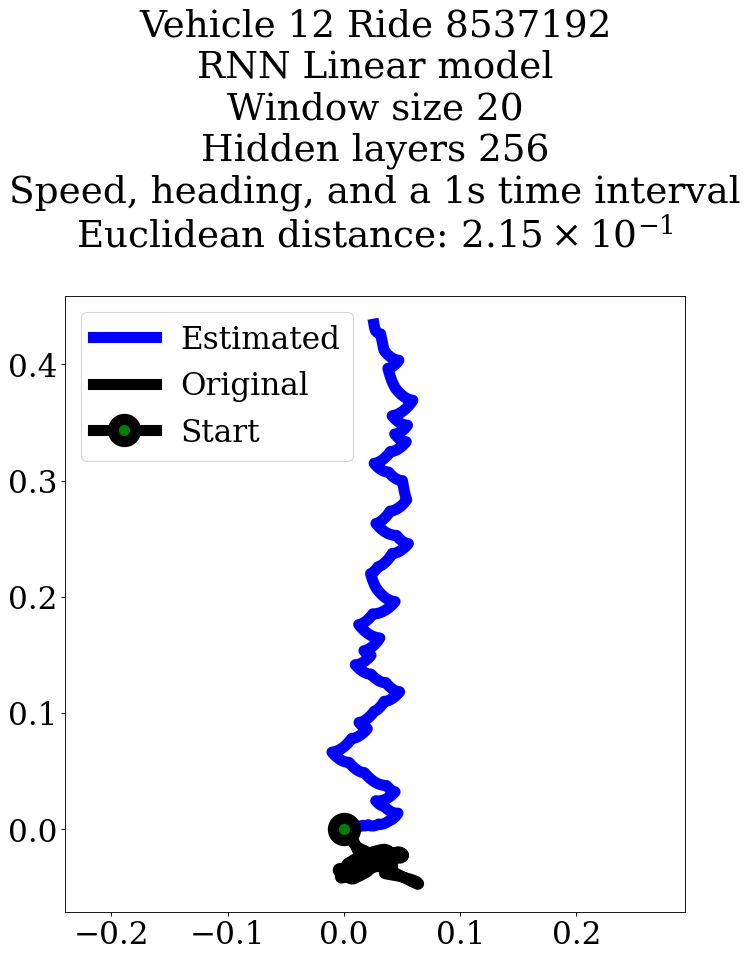 Vehicle 12 Ride 8537192
RNN Linear model
Window size 20
Hidden layers 256
Speed, heading, and a 1s time interval
Euclidean distance: 2.15 × 10⁻¹
Estimated
Original
Start
0.4
0.3
0.2
0.1
0.0
−0.2 −0.1 0.0 0.1 0.2